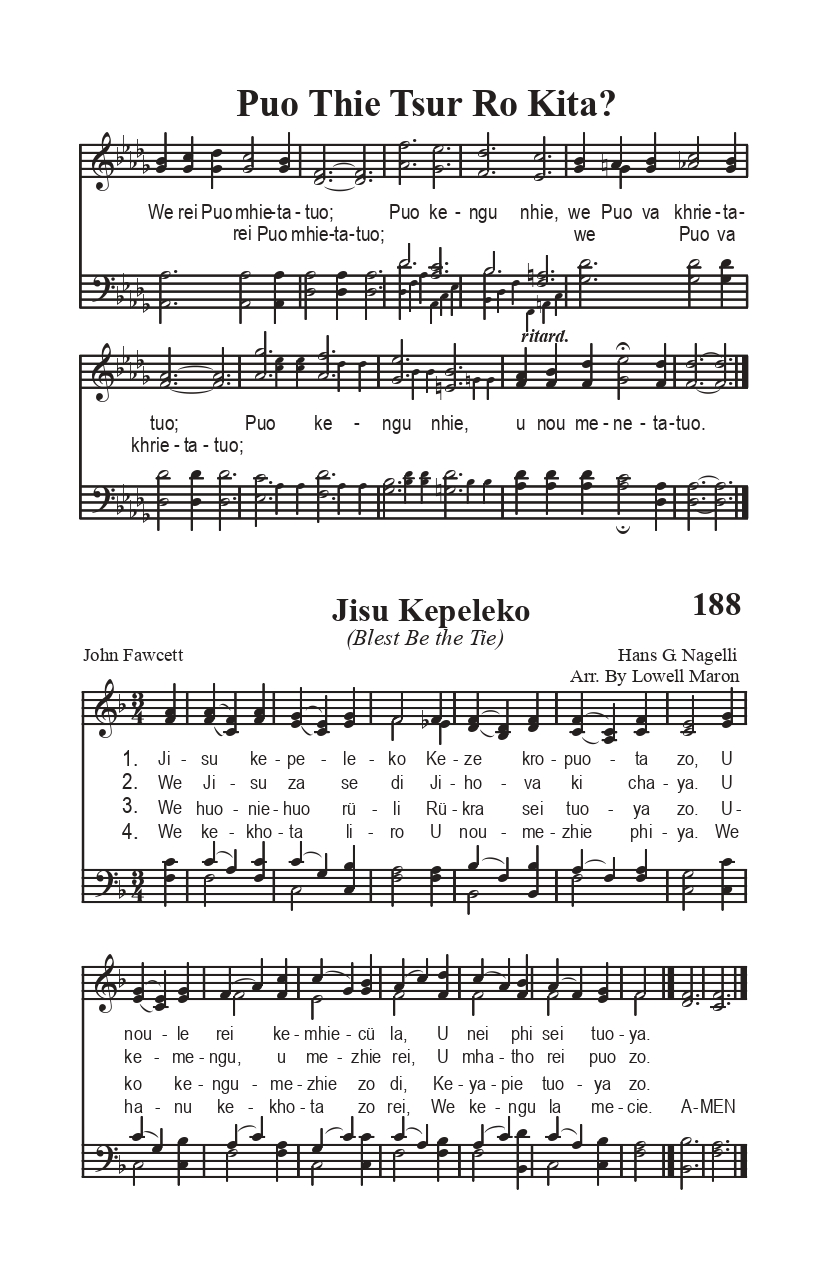 Puo Thie Tsur Ro Kita?
We rei Puo mhie-ta-tuo; Puo ke - ngu nhie, we Puo va khrie-ta-
rei Puo mhie-ta-tuo; we Puo va
ritard.
tuo; Puo ke - ngu nhie, u nou me - ne - ta-tuo.
khrie - ta - tuo;
188
Jisu Kepeleko
(Blest Be the Tie)
John Fawcett Hans G. Nagelli
Arr. By Lowell Maron
1. Ji - su ke - pe - le - ko Ke - ze kro - puo - ta zo, U
2. We Ji - su za se di Ji - ho - va ki cha - ya. U
3. We huo - nie - huo rü - li Rü - kra sei tuo - ya zo. U-
4. We ke - kho - ta li - ro U nou - me - zhie phi - ya. We
nou - le rei ke - mhie - cü la, U nei phi sei tuo - ya.
ke - me - ngu, u me - zhie rei, U mha - tho rei puo zo.
ko ke - ngu - me - zhie zo di, Ke - ya - pie tuo - ya zo.
ha - nu ke - kho - ta zo rei, We ke - ngu la me - cie. A-MEN